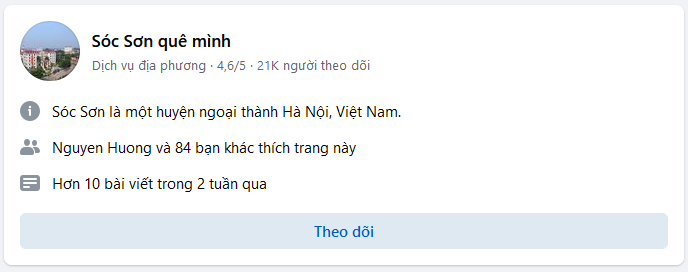 Sóc Sơn quê mình
Dịch vụ địa phương · 4,6/5 · 21K người theo dõi
Sóc Sơn là một huyện ngoại thành Hà Nội, Việt Nam.
Nguyen Huong và 84 bạn khác thích trang này
Hơn 10 bài viết trong 2 tuần qua
Theo dõi